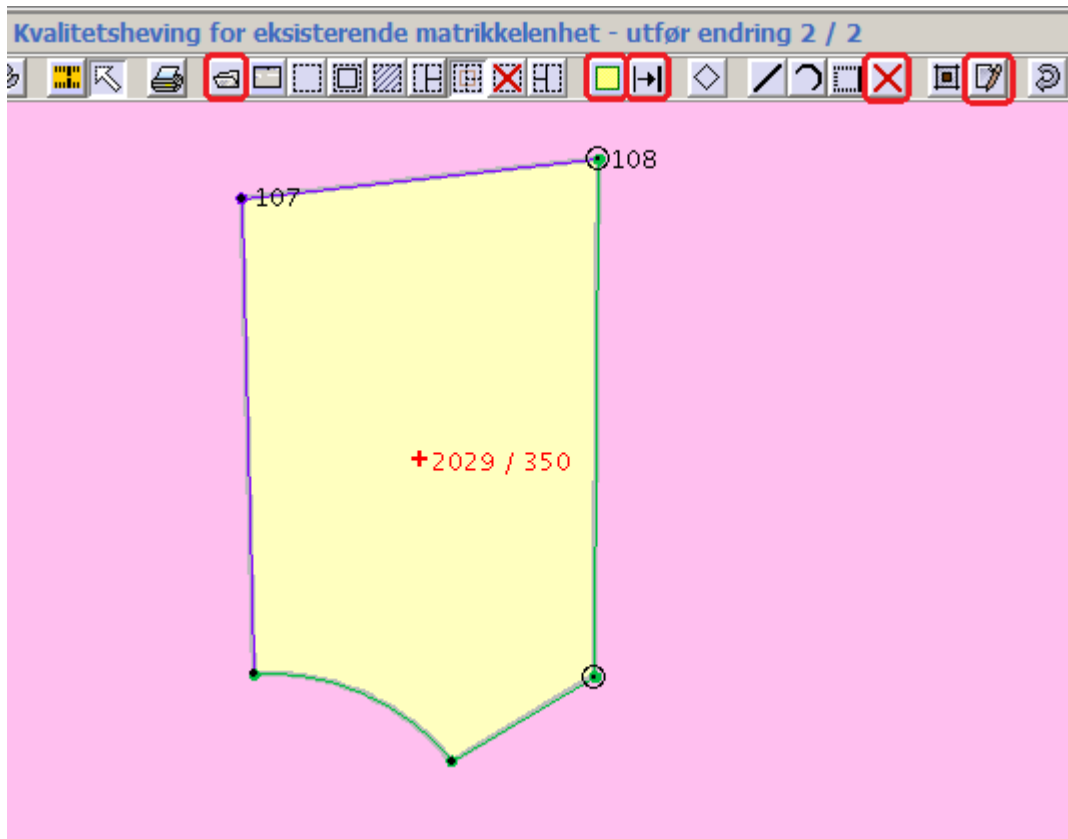 Kvalitetsheving for eksisterende matrikkelenhet - utfør endring 2 / 2
108
107
2029 / 350